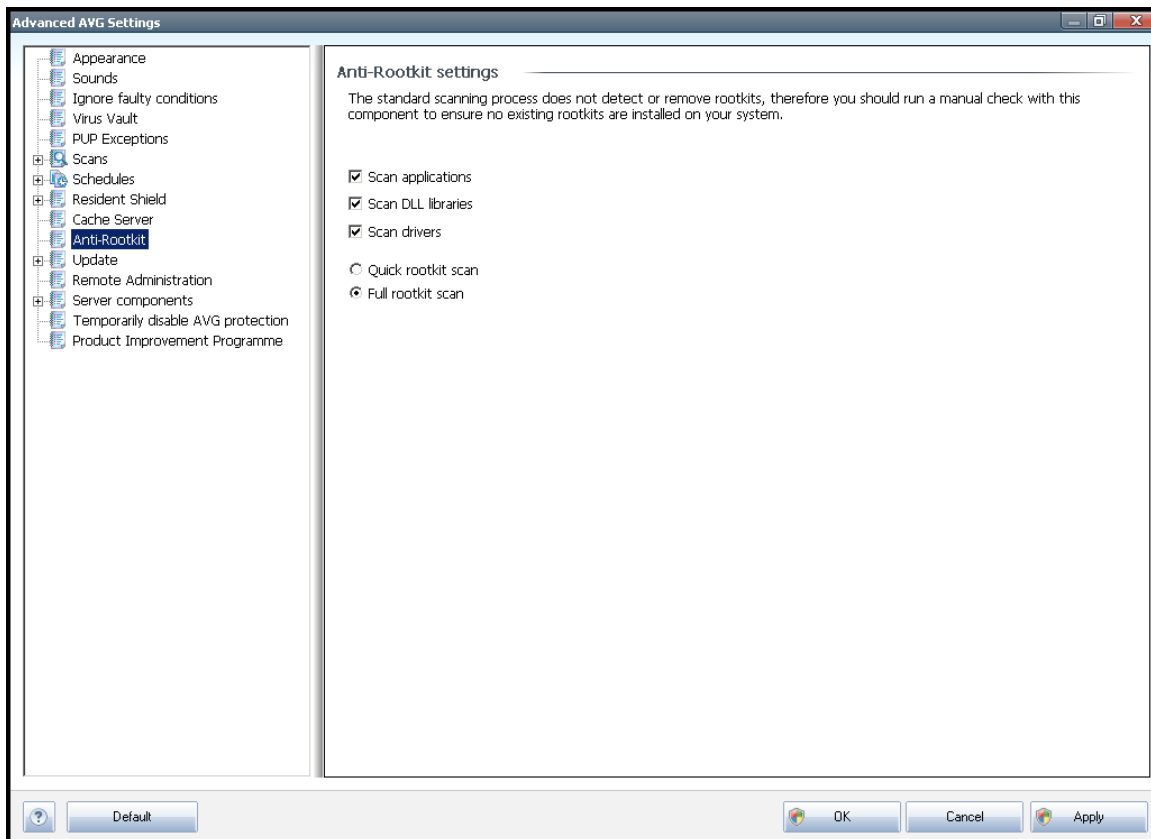 Advanced AVG Settings
Appearance
Sounds
Ignore faulty conditions
Virus Vault
PUP Exceptions
Scans
Schedules
Resident Shield
Cache Server
Anti-Rootkit
Update
Remote Administration
Server components
Temporarily disable AVG protection
Product Improvement Programme
Anti-Rootkit settings
The standard scanning process does not detect or remove rootkits, therefore you should run a manual check with this
component to ensure no existing rootkits are installed on your system.
Scan applications
Scan DLL libraries
Scan drivers
Quick rootkit scan
Full rootkit scan
? Default OK Cancel Apply